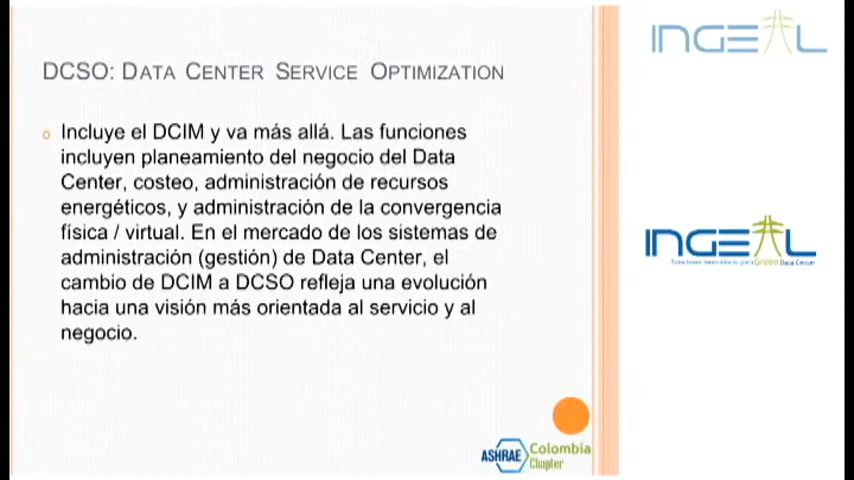 INGEAL
DCSO: DATA CENTER SERVICE OPTIMIZATION
Incluye el DCIM y va más allá. Las funciones
incluyen planeamiento del negocio del Data
Center, costeo, administración de recursos
energéticos, y administración de la convergencia
física / virtual. En el mercado de los sistemas de
administración (gestión) de Data Center, el
cambio de DCIM a DCSO refleja una evolución
hacia una visión más orientada al servicio y al
negocio.
INGEAL
Green Data Center
ASHRAE Colombia
Chapter